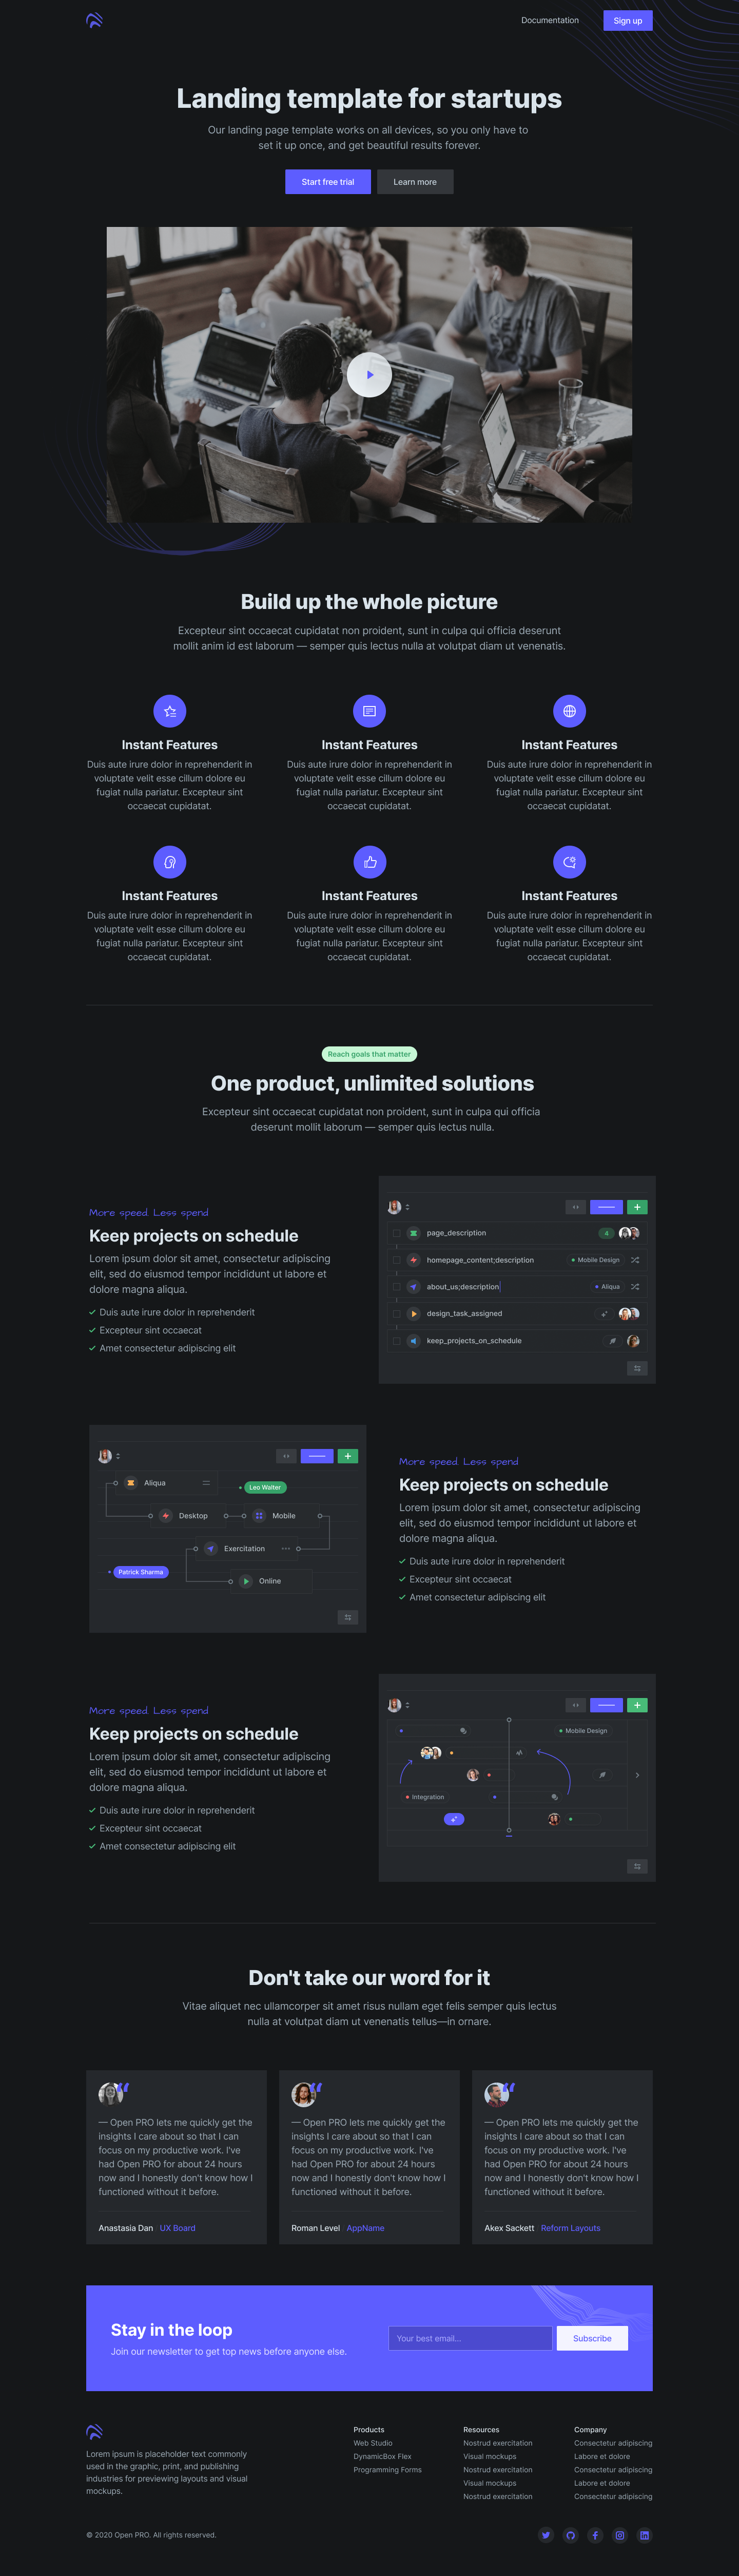 Documentation
Sign up
Landing template for startups
Our landing page template works on all devices, so you only have to
set it up once, and get beautiful results forever.
Start free trial
Learn more
Build up the whole picture
Excepteur sint occaecat cupidatat non proident, sunt in culpa qui officia deserunt
mollit anim id est laborum — semper quis lectus nulla at volutpat diam ut venenatis.
Instant Features
Duis aute irure dolor in reprehenderit in
voluptate velit esse cillum dolore eu
fugiat nulla pariatur. Excepteur sint
occaecat cupidatat.
Instant Features
Duis aute irure dolor in reprehenderit in
voluptate velit esse cillum dolore eu
fugiat nulla pariatur. Excepteur sint
occaecat cupidatat.
Instant Features
Duis aute irure dolor in reprehenderit in
voluptate velit esse cillum dolore eu
fugiat nulla pariatur. Excepteur sint
occaecat cupidatat.
Instant Features
Duis aute irure dolor in reprehenderit in
voluptate velit esse cillum dolore eu
fugiat nulla pariatur. Excepteur sint
occaecat cupidatat.
Instant Features
Duis aute irure dolor in reprehenderit in
voluptate velit esse cillum dolore eu
fugiat nulla pariatur. Excepteur sint
occaecat cupidatat.
Instant Features
Duis aute irure dolor in reprehenderit in
voluptate velit esse cillum dolore eu
fugiat nulla pariatur. Excepteur sint
occaecat cupidatat.
Reach goals that matter
One product, unlimited solutions
Excepteur sint occaecat cupidatat non proident, sunt in culpa qui officia
deserunt mollit laborum — semper quis lectus nulla.
More speed. Less spend
Keep projects on schedule
Lorem ipsum dolor sit amet, consectetur adipiscing
elit, sed do eiusmod tempor incididunt ut labore et
dolore magna aliqua.
Duis aute irure dolor in reprehenderit
Excepteur sint occaecat
Amet consectetur adipiscing elit
page_description
4
homepage_content;description
Mobile Design
about_us;description
Aliqua
design_task_assigned
keep_projects_on_schedule
Aliqua
Leo Walter
Desktop
Mobile
Exercitation
Patrick Sharma
Online
More speed. Less spend
Keep projects on schedule
Lorem ipsum dolor sit amet, consectetur adipiscing
elit, sed do eiusmod tempor incididunt ut labore et
dolore magna aliqua.
Duis aute irure dolor in reprehenderit
Excepteur sint occaecat
Amet consectetur adipiscing elit
More speed. Less spend
Keep projects on schedule
Lorem ipsum dolor sit amet, consectetur adipiscing
elit, sed do eiusmod tempor incididunt ut labore et
dolore magna aliqua.
Duis aute irure dolor in reprehenderit
Excepteur sint occaecat
Amet consectetur adipiscing elit
Mobile Design
Integration
Don't take our word for it
Vitae aliquet nec ullamcorper sit amet risus nullam eget felis semper quis lectus
nulla at volutpat diam ut venenatis tellus—in ornare.
— Open PRO lets me quickly get the
insights I care about so that I can
focus on my productive work. I've
had Open PRO for about 24 hours
now and I honestly don't know how I
functioned without it before.
Anastasia Dan UX Board
— Open PRO lets me quickly get the
insights I care about so that I can
focus on my productive work. I've
had Open PRO for about 24 hours
now and I honestly don't know how I
functioned without it before.
Roman Level AppName
— Open PRO lets me quickly get the
insights I care about so that I can
focus on my productive work. I've
had Open PRO for about 24 hours
now and I honestly don't know how I
functioned without it before.
Akex Sackett Reform Layouts
Stay in the loop
Join our newsletter to get top news before anyone else.
Your best email...
Subscribe
Lorem ipsum is placeholder text commonly
used in the graphic, print, and publishing
industries for previewing layouts and visual
mockups.
Products
Web Studio
DynamicBox Flex
Programming Forms
Resources
Nostrud exercitation
Visual mockups
Nostrud exercitation
Visual mockups
Nostrud exercitation
Company
Consectetur adipiscing
Labore et dolore
Consectetur adipiscing
Labore et dolore
Consectetur adipiscing
© 2020 Open PRO. All rights reserved.